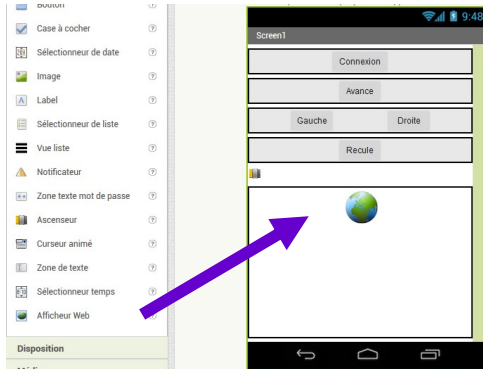 Bouton
Case à cocher
Sélectionneur de date
Image
Label
Sélectionneur de liste
Vue liste
Notificateur
Zone texte mot de passe
Ascenseur
Curseur animé
Zone de texte
Sélectionneur temps
Afficheur Web
Disposition
9:48
Screen1
Connexion
Avance
Gauche Droite
Recule